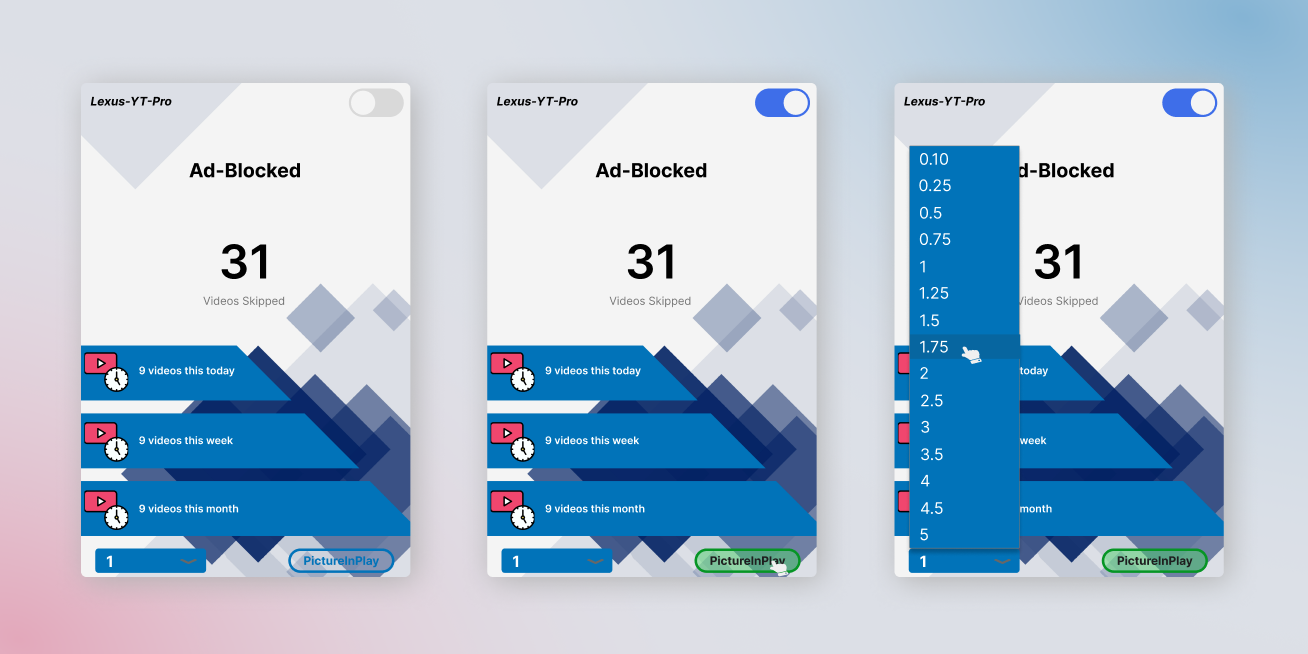 Lexus-YT-Pro
Ad-Blocked
31
Videos Skipped
9 videos this today
9 videos this week
9 videos this month
1
PictureInPlay
Lexus-YT-Pro
Ad-Blocked
31
Videos Skipped
9 videos this today
9 videos this week
9 videos this month
1
PictureInPlay
Lexus-YT-Pro
d-Blocked
31
Videos Skipped
0.10
0.25
0.5
0.75
1
1.25
1.5
1.75
2
2.5
3
3.5
4
4.5
5
today
week
month
1
PictureInPlay